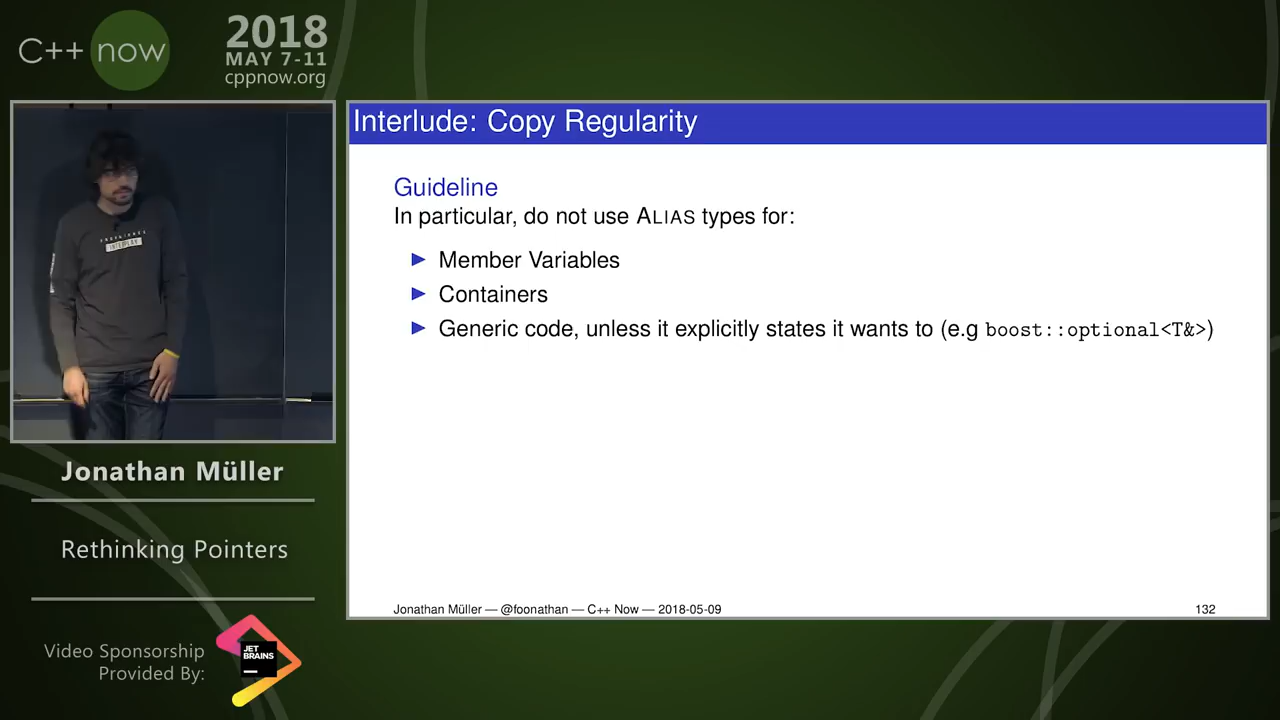 C++ now
2018
MAY 7-11
cppnow.org
Interlude: Copy Regularity
Guideline
In particular, do not use ALIAS types for:
Member Variables
Containers
Generic code, unless it explicitly states it wants to (e.g boost::optional<T&>)
Jonathan Müller — @foonathan — C++ Now — 2018-05-09
132
INTERPLAY
Jonathan Müller
Rethinking Pointers
Video Sponsorship
Provided By:
JET
BRAINS